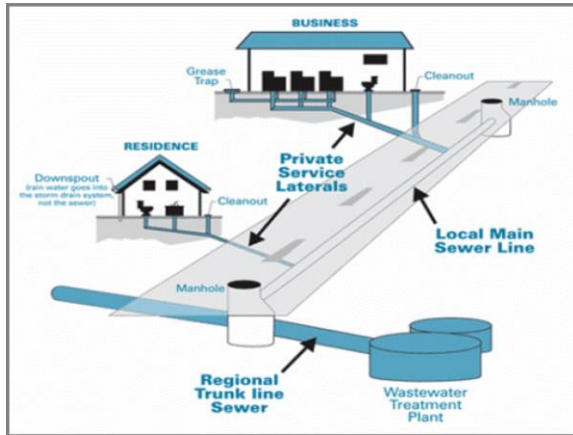 BUSINESS
Grease
Trap
Cleanout
Manhole
RESIDENCE
Private
Service
Laterals
Downspout
(rain water goes into
the storm drain system,
not the sewer)
Cleanout
Local Main
Sewer Line
Manhole
Regional
Trunk line
Sewer
Wastewater
Treatment
Plant